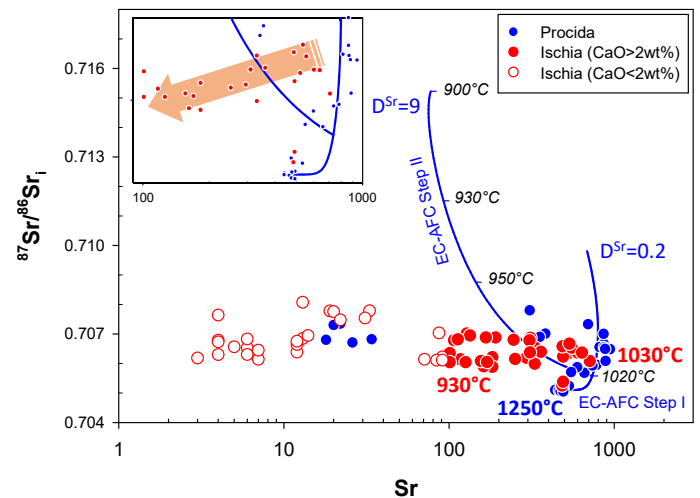 Procida
Ischia (CaO>2wt%)
Ischia (CaO<2wt%)
0.716
0.713
0.710
0.707
0.704
⁸⁷Sr/⁸⁶Srᵢ
100
1000
Dˢʳ=9
900°C
930°C
950°C
EC-AFC Step II
Dˢʳ=0.2
1030°C
930°C
1020°C
1250°C
EC-AFC Step I
1
10
100
1000
Sr